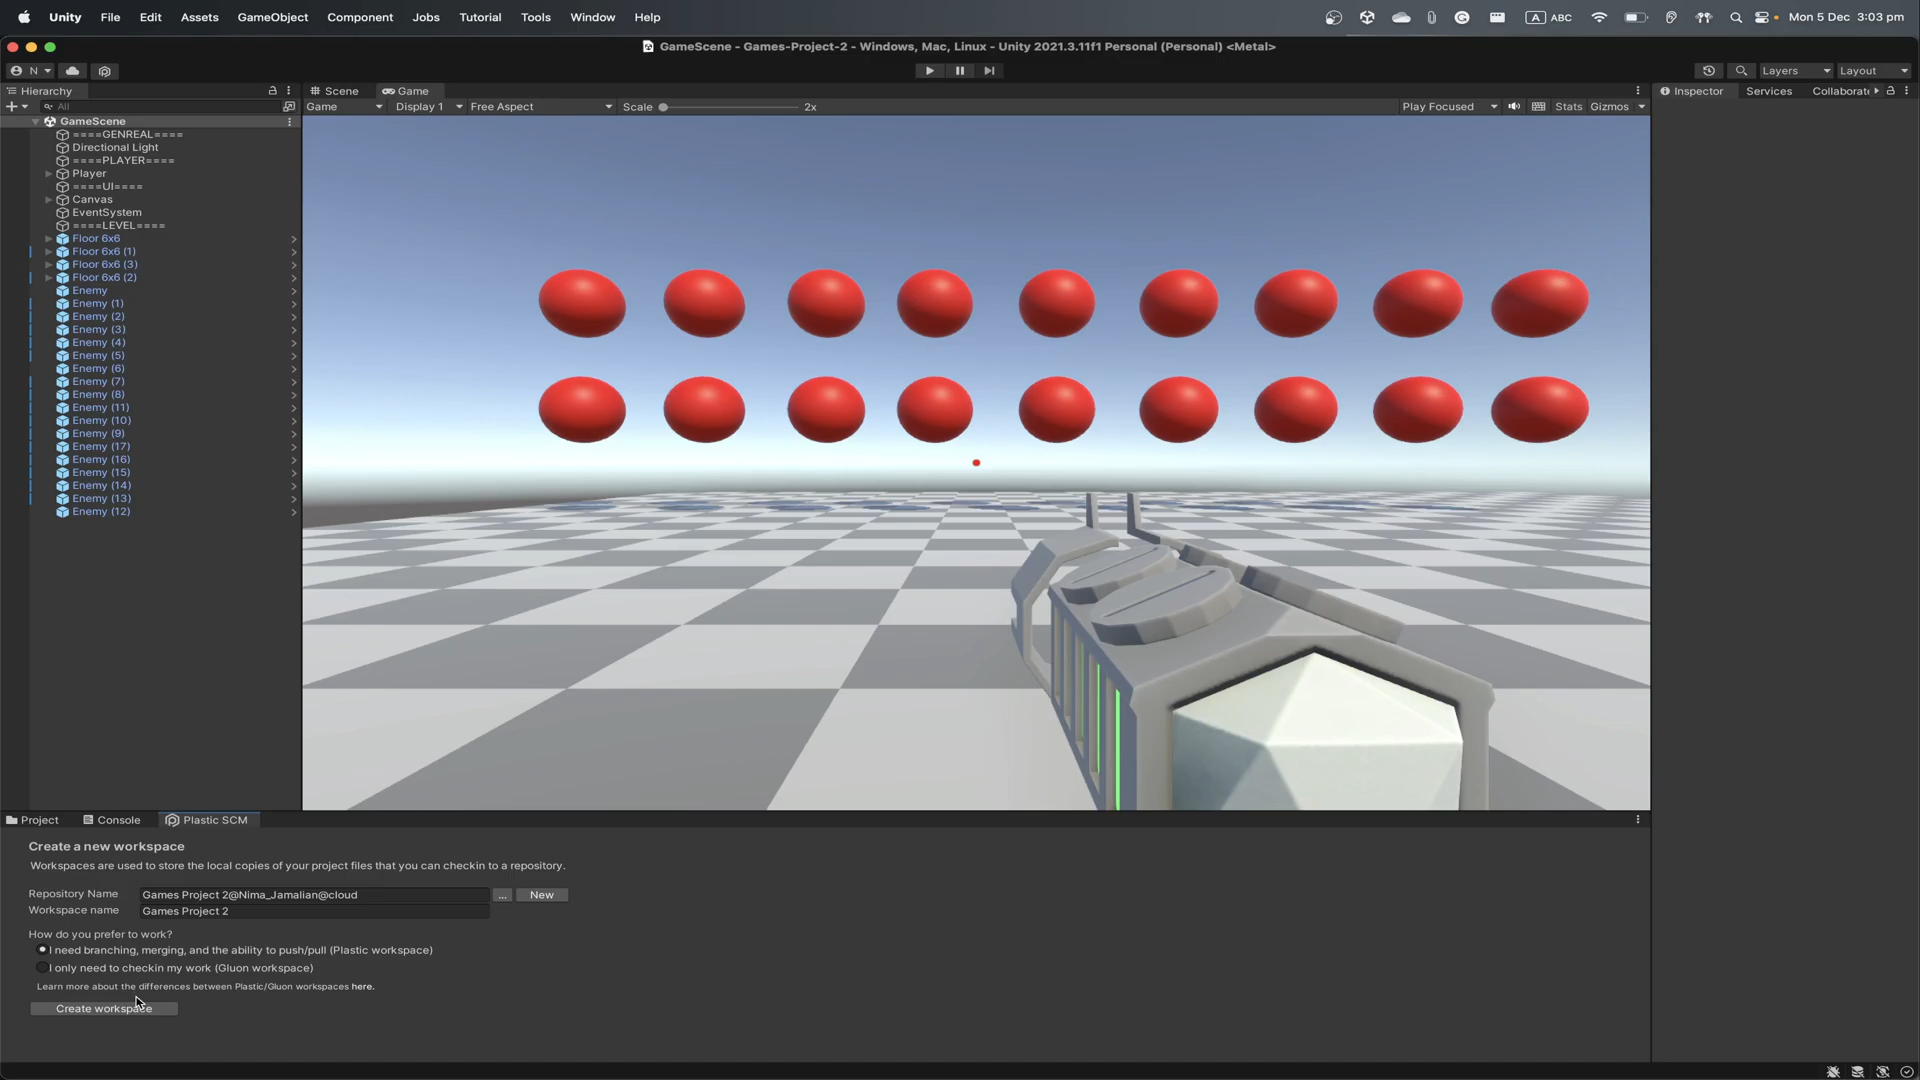 Unity File Edit Assets GameObject Component Jobs Tutorial Tools Window Help
A ABC Mon 5 Dec 3:03 pm
GameScene - Games-Project-2 - Windows, Mac, Linux - Unity 2021.3.11f1 Personal (Personal) <Metal>
N Layers Layout
Hierarchy Scene Game Inspector Services Collaborate
All Game Display 1 Free Aspect Scale 2x Play Focused Stats Gizmos
GameScene
====GENREAL====
Directional Light
====PLAYER====
Player
====UI====
Canvas
EventSystem
====LEVEL====
Floor 6x6
Floor 6x6 (1)
Floor 6x6 (3)
Floor 6x6 (2)
Enemy
Enemy (1)
Enemy (2)
Enemy (3)
Enemy (4)
Enemy (5)
Enemy (6)
Enemy (7)
Enemy (8)
Enemy (11)
Enemy (10)
Enemy (9)
Enemy (17)
Enemy (16)
Enemy (15)
Enemy (14)
Enemy (13)
Enemy (12)
Project Console Plastic SCM
Create a new workspace
Workspaces are used to store the local copies of your project files that you can checkin to a repository.
Repository Name Games Project 2@Nima_Jamalian@cloud ... New
Workspace name Games Project 2
How do you prefer to work?
I need branching, merging, and the ability to push/pull (Plastic workspace)
I only need to checkin my work (Gluon workspace)
Learn more about the differences between Plastic/Gluon workspaces here.
Create workspace